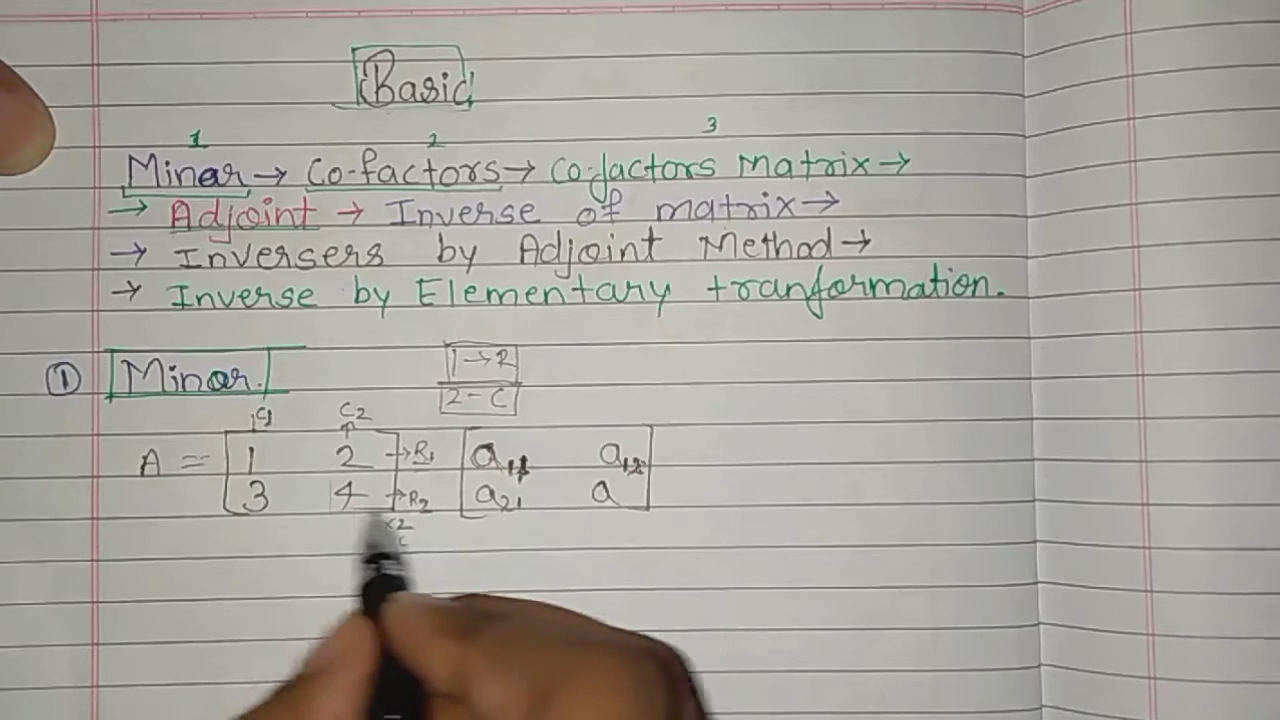 Basic
1 2 3
Minar → Co-factors → Co-factors Matrix →
→ Adjoint → Inverse of matrix →
→ Inversers by Adjoint Method →
→ Inverse by Elementary tranformation.
① Minar.
1 → R
2 - C
C1 C2
A = 1 2 → R1 a11 a12
3 4 → R2 a21 a